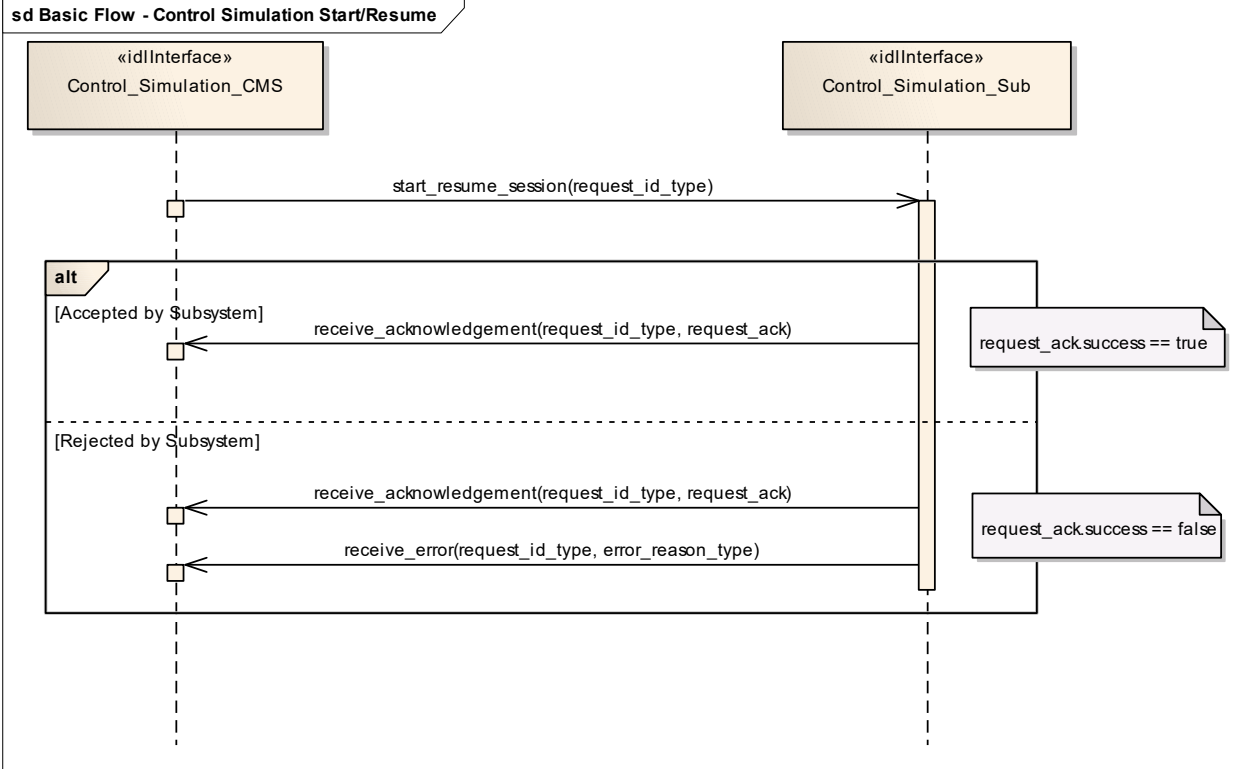 sd Basic Flow - Control Simulation Start/Resume
«idlInterface»
Control_Simulation_CMS
«idlInterface»
Control_Simulation_Sub
start_resume_session(request_id_type)
alt
[Accepted by Subsystem]
receive_acknowledgement(request_id_type, request_ack)
request_ack.success == true
[Rejected by Subsystem]
receive_acknowledgement(request_id_type, request_ack)
request_ack.success == false
receive_error(request_id_type, error_reason_type)